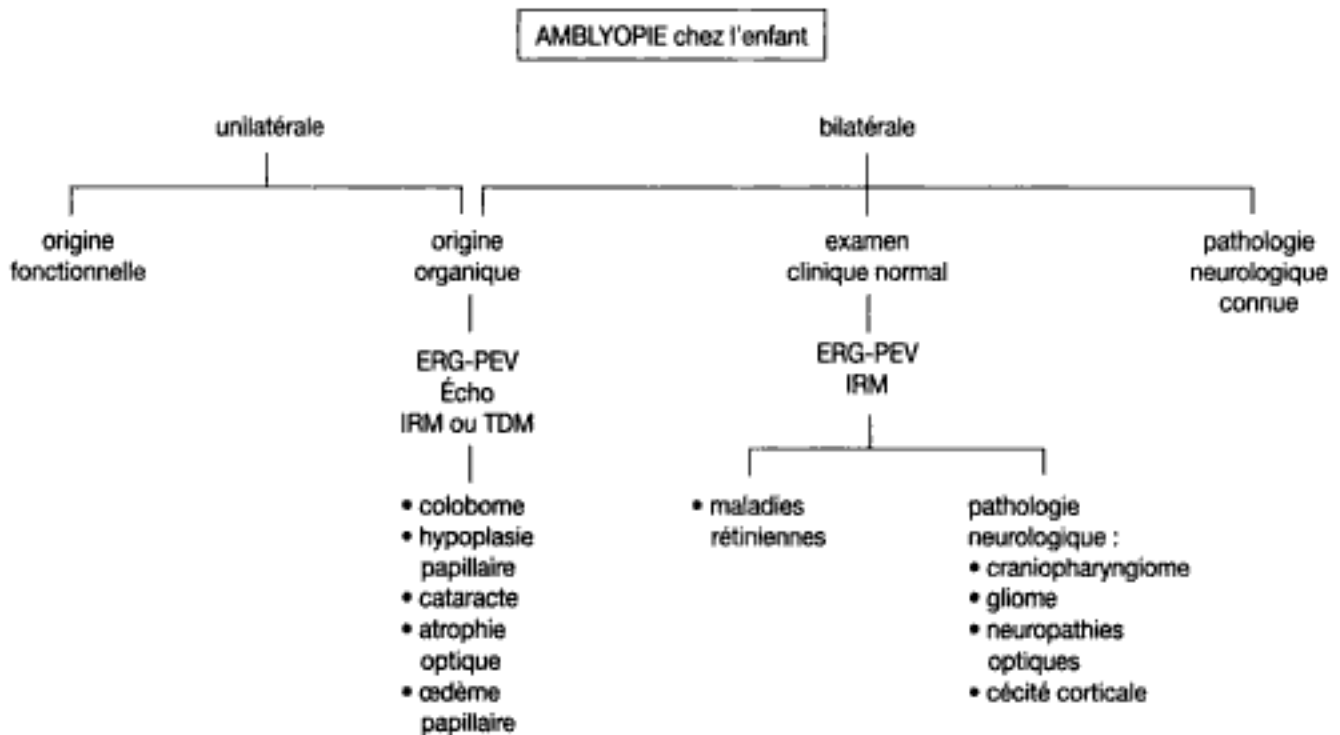 AMBLYOPIE chez l'enfant
unilatérale
bilatérale
origine
fonctionnelle
origine
organique
examen
clinique normal
pathologie
neurologique
connue
ERG-PEV
Écho
IRM ou TDM
ERG-PEV
IRM
• colobome
• hypoplasie
papillaire
• cataracte
• atrophie
optique
• œdème
papillaire
• maladies
rétiniennes
pathologie
neurologique :
• craniopharyngiome
• gliome
• neuropathies
optiques
• cécité corticale